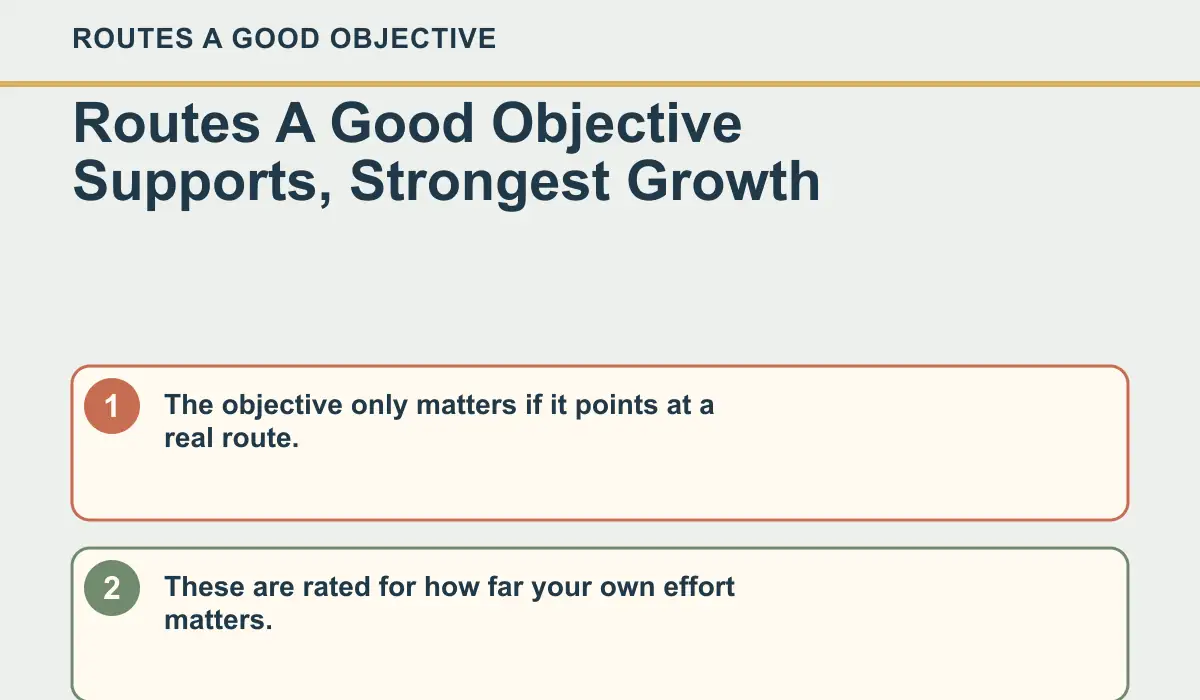 ROUTES A GOOD OBJECTIVE
Routes A Good Objective
Supports, Strongest Growth
1
The objective only matters if it points at a
real route.
2
These are rated for how far your own effort
matters.